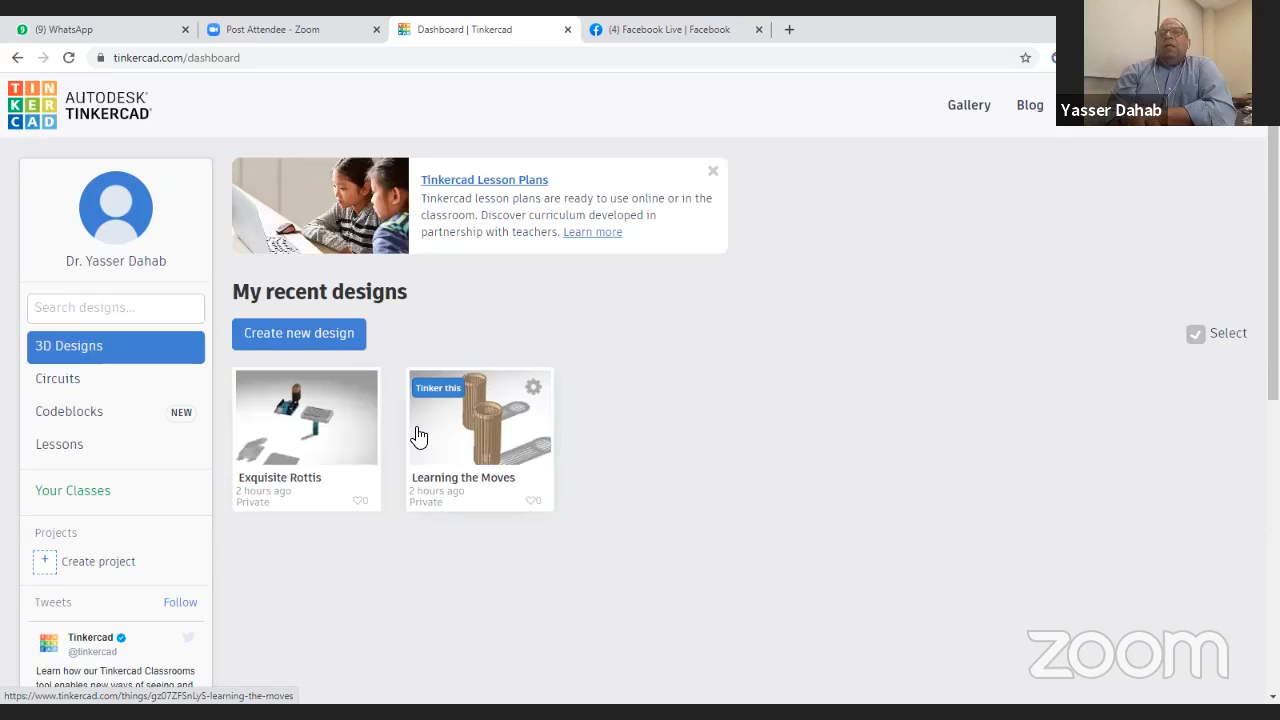 (9) WhatsApp
Post Attendee - Zoom
Dashboard | Tinkercad
(4) Facebook Live | Facebook
tinkercad.com/dashboard
Yasser Dahab
TINKERCAD
AUTODESK®
TINKERCAD®
Gallery
Blog
Dr. Yasser Dahab
Search designs...
3D Designs
Circuits
Codeblocks
NEW
Lessons
Your Classes
Projects
+ Create project
Tweets
Follow
Tinkercad
@tinkercad
Learn how our Tinkercad Classrooms
tool enables new ways of seeing and
Tinkercad Lesson Plans
Tinkercad lesson plans are ready to use online or in the
classroom. Discover curriculum developed in
partnership with teachers. Learn more
My recent designs
Create new design
Select
Exquisite Rottis
2 hours ago
Private
0
Tinker this
Learning the Moves
2 hours ago
Private
0
zoom
https://www.tinkercad.com/things/gz07ZFSnLyS-learning-the-moves